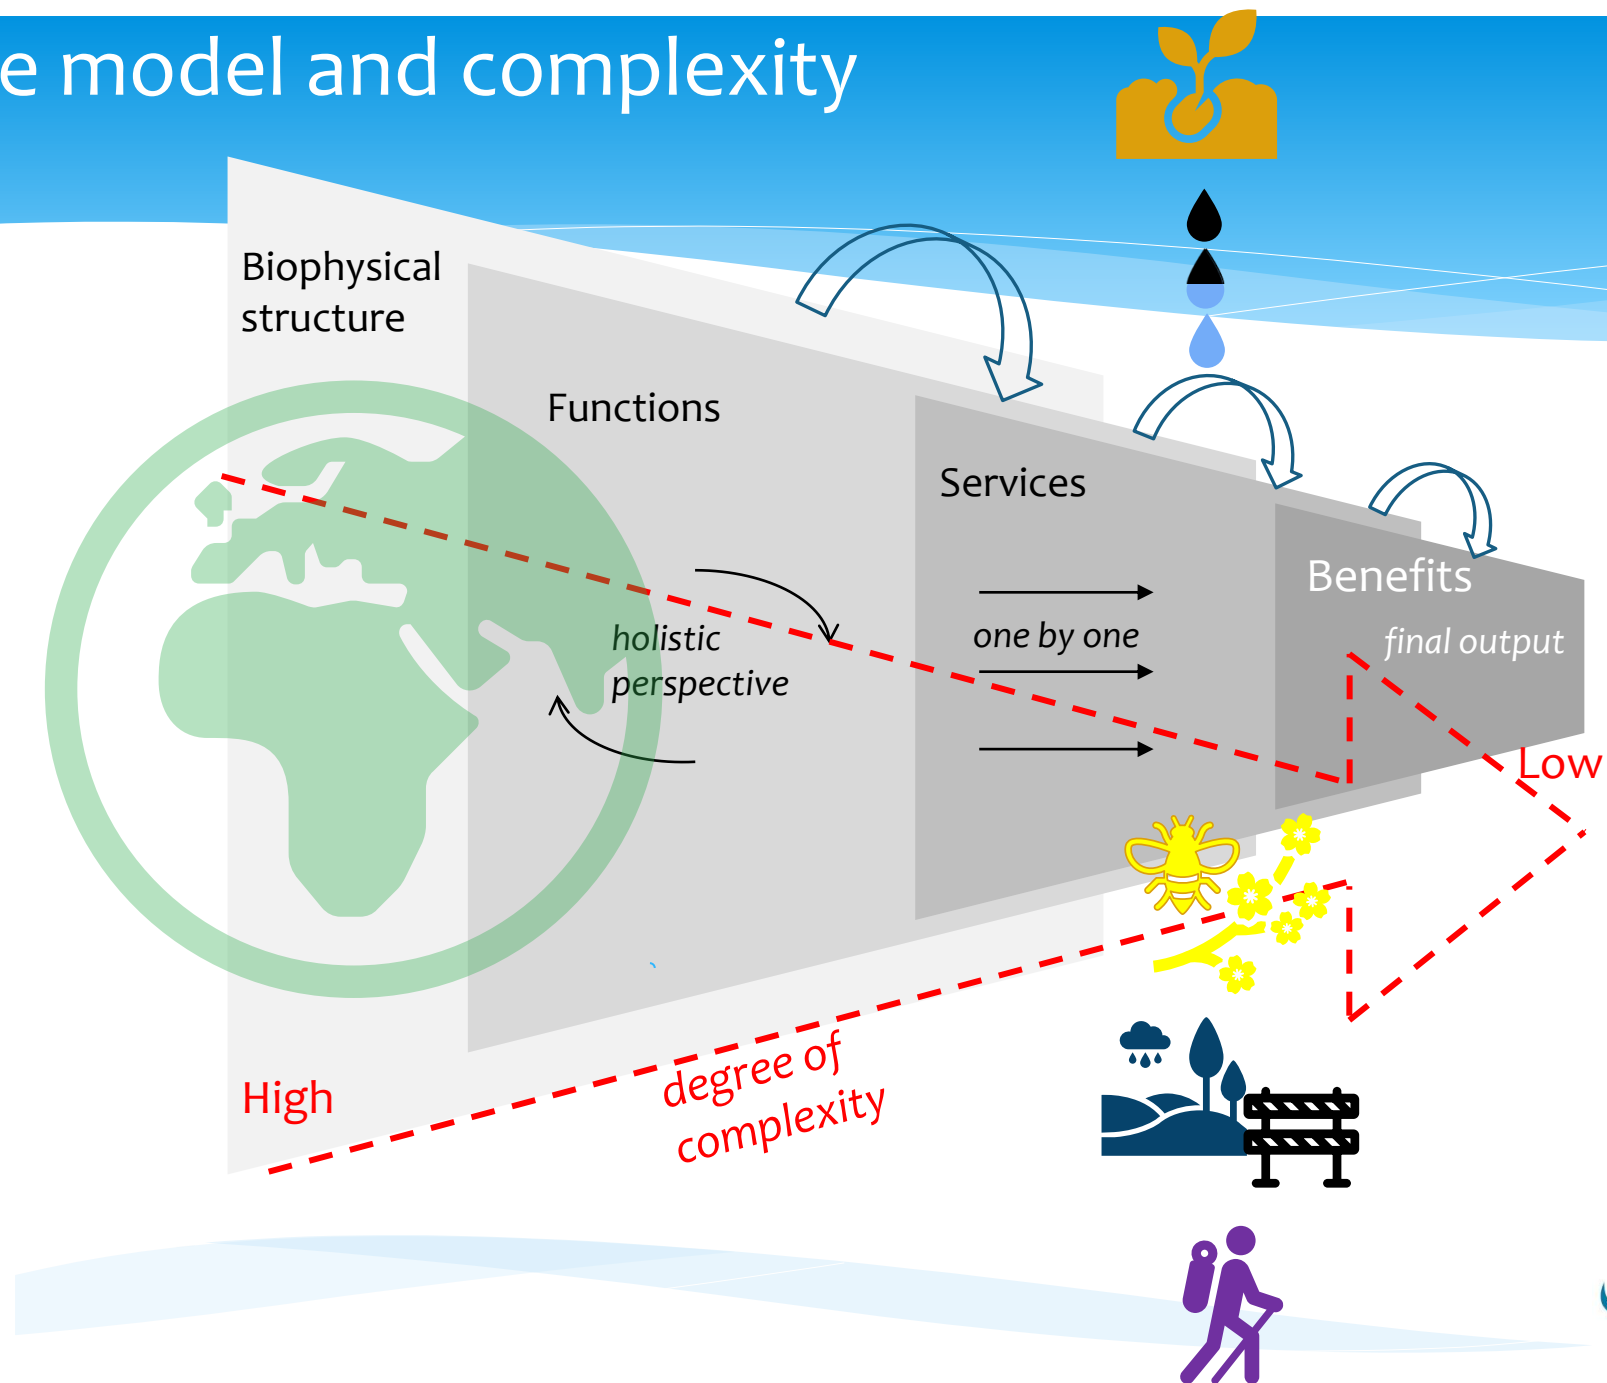 e model and complexity
Biophysical
structure
Functions
Services
Benefits
holistic
perspective
one by one
final output
Low
High
degree of
complexity